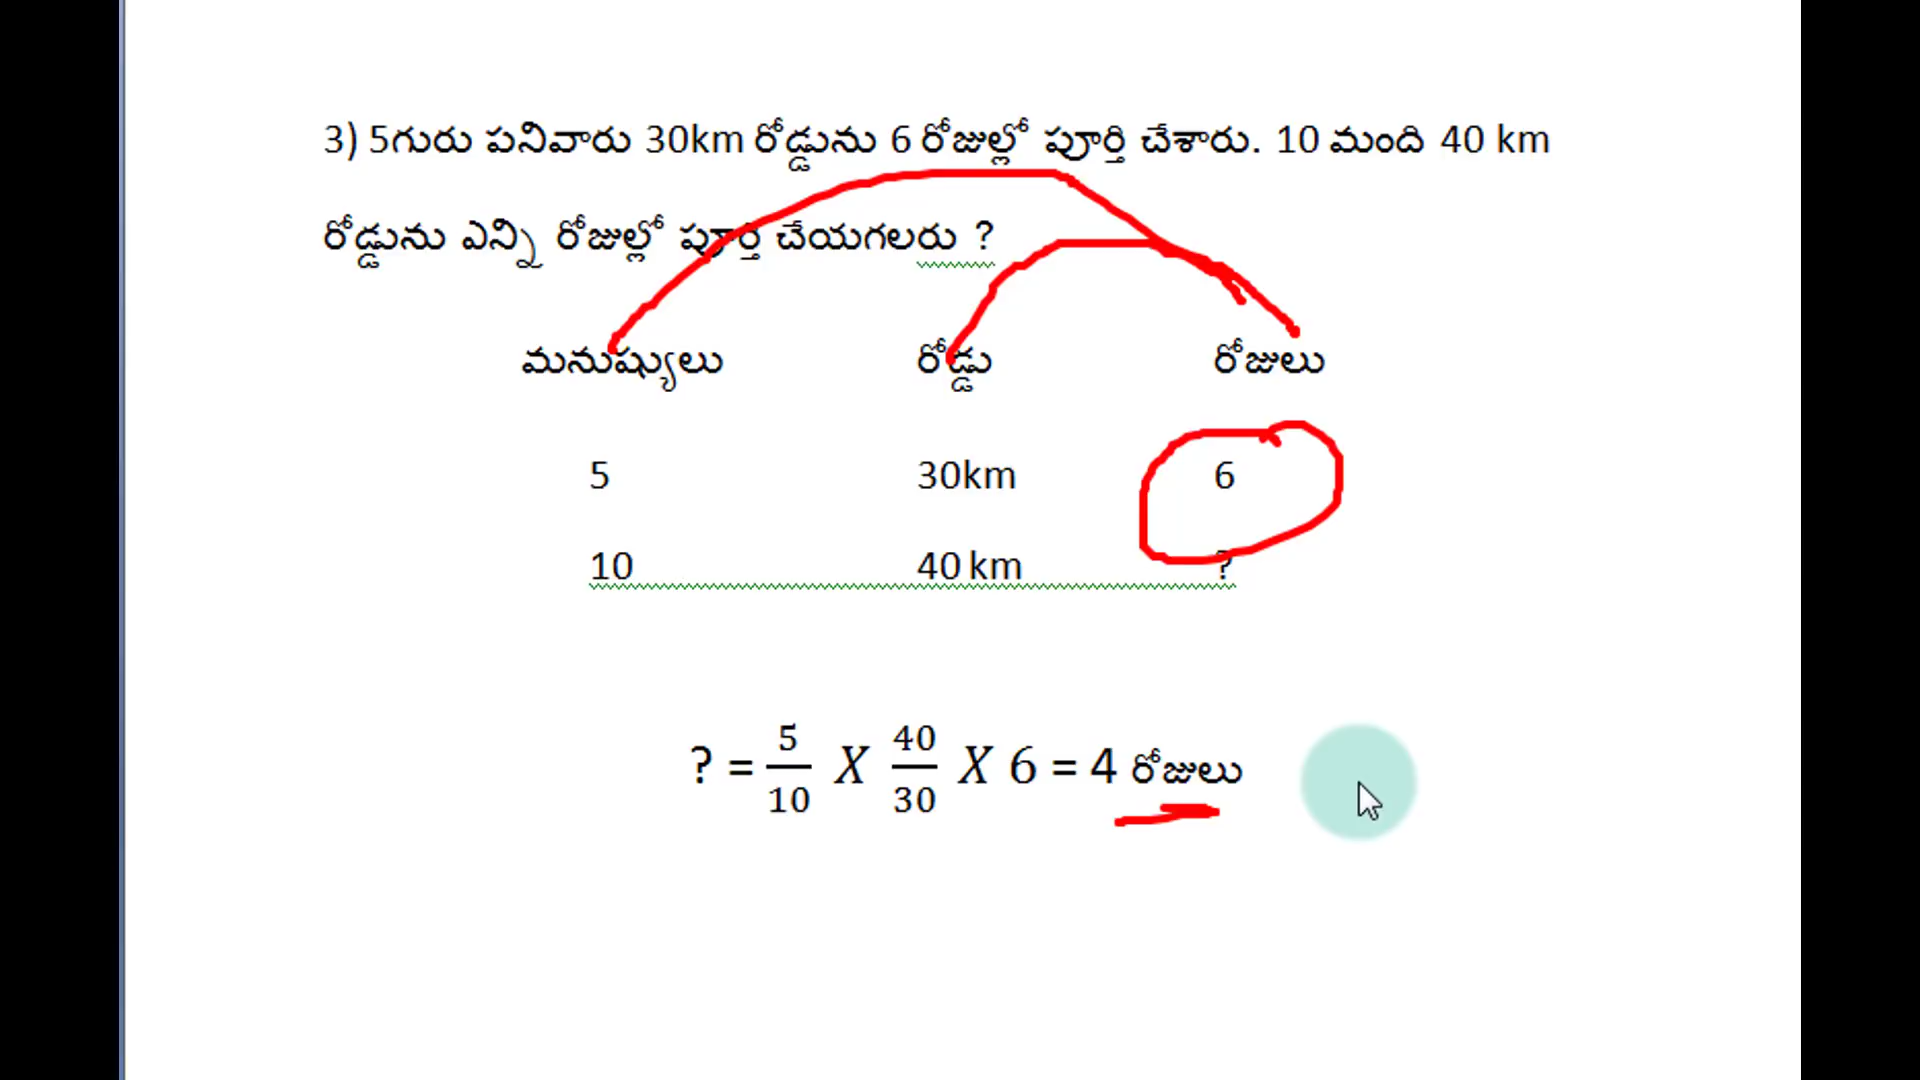 3) 5గురు పనివారు 30km రోడ్డును 6 రోజుల్లో పూర్తి చేశారు. 10 మంది 40 km
రోడ్డును ఎన్ని రోజుల్లో పూర్తి చేయగలరు ?
మనుష్యులు రోడ్డు రోజులు
5 30km 6
10 40 km ?
? = 5/10 X 40/30 X 6 = 4 రోజులు